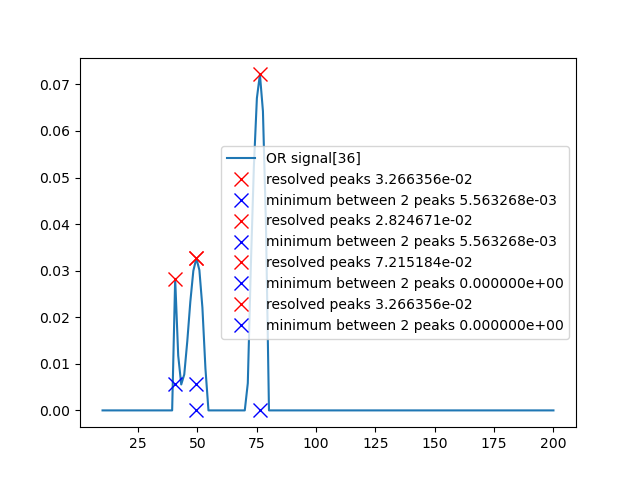 0.07
0.06
0.05
0.04
0.03
0.02
0.01
0.00
OR signal[36]
resolved peaks 3.266356e-02
minimum between 2 peaks 5.563268e-03
resolved peaks 2.824671e-02
minimum between 2 peaks 5.563268e-03
resolved peaks 7.215184e-02
minimum between 2 peaks 0.000000e+00
resolved peaks 3.266356e-02
minimum between 2 peaks 0.000000e+00
25 50 75 100 125 150 175 200